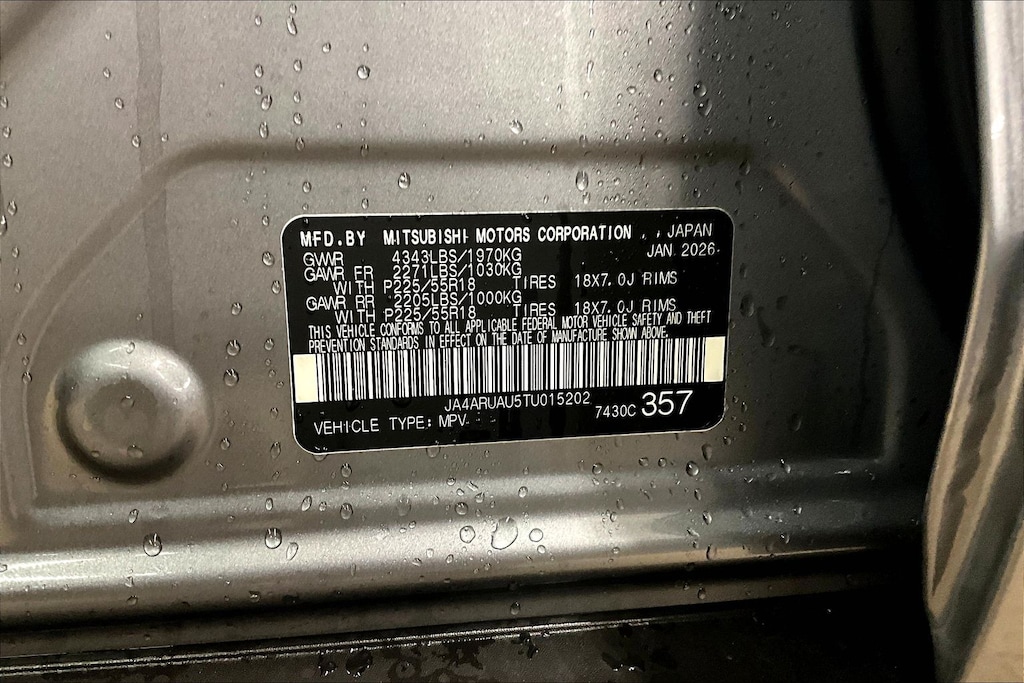 MFD.BY MITSUBISHI MOTORS CORPORATION , , JAPAN
JAN. 2026
GVWR 4343LBS/1970KG
GAWR FR 2271LBS/1030KG
WITH P225/55R18 TIRES 18X7.0J RIMS
GAWR RR 2205LBS/1000KG
WITH P225/55R18 TIRES 18X7.0J RIMS
THIS VEHICLE CONFORMS TO ALL APPLICABLE FEDERAL MOTOR VEHICLE SAFETY AND THEFT
PREVENTION STANDARDS IN EFFECT ON THE DATE OF MANUFACTURE SHOWN ABOVE.
JA4ARUAU5TU015202
VEHICLE TYPE: MPV 7430C 357